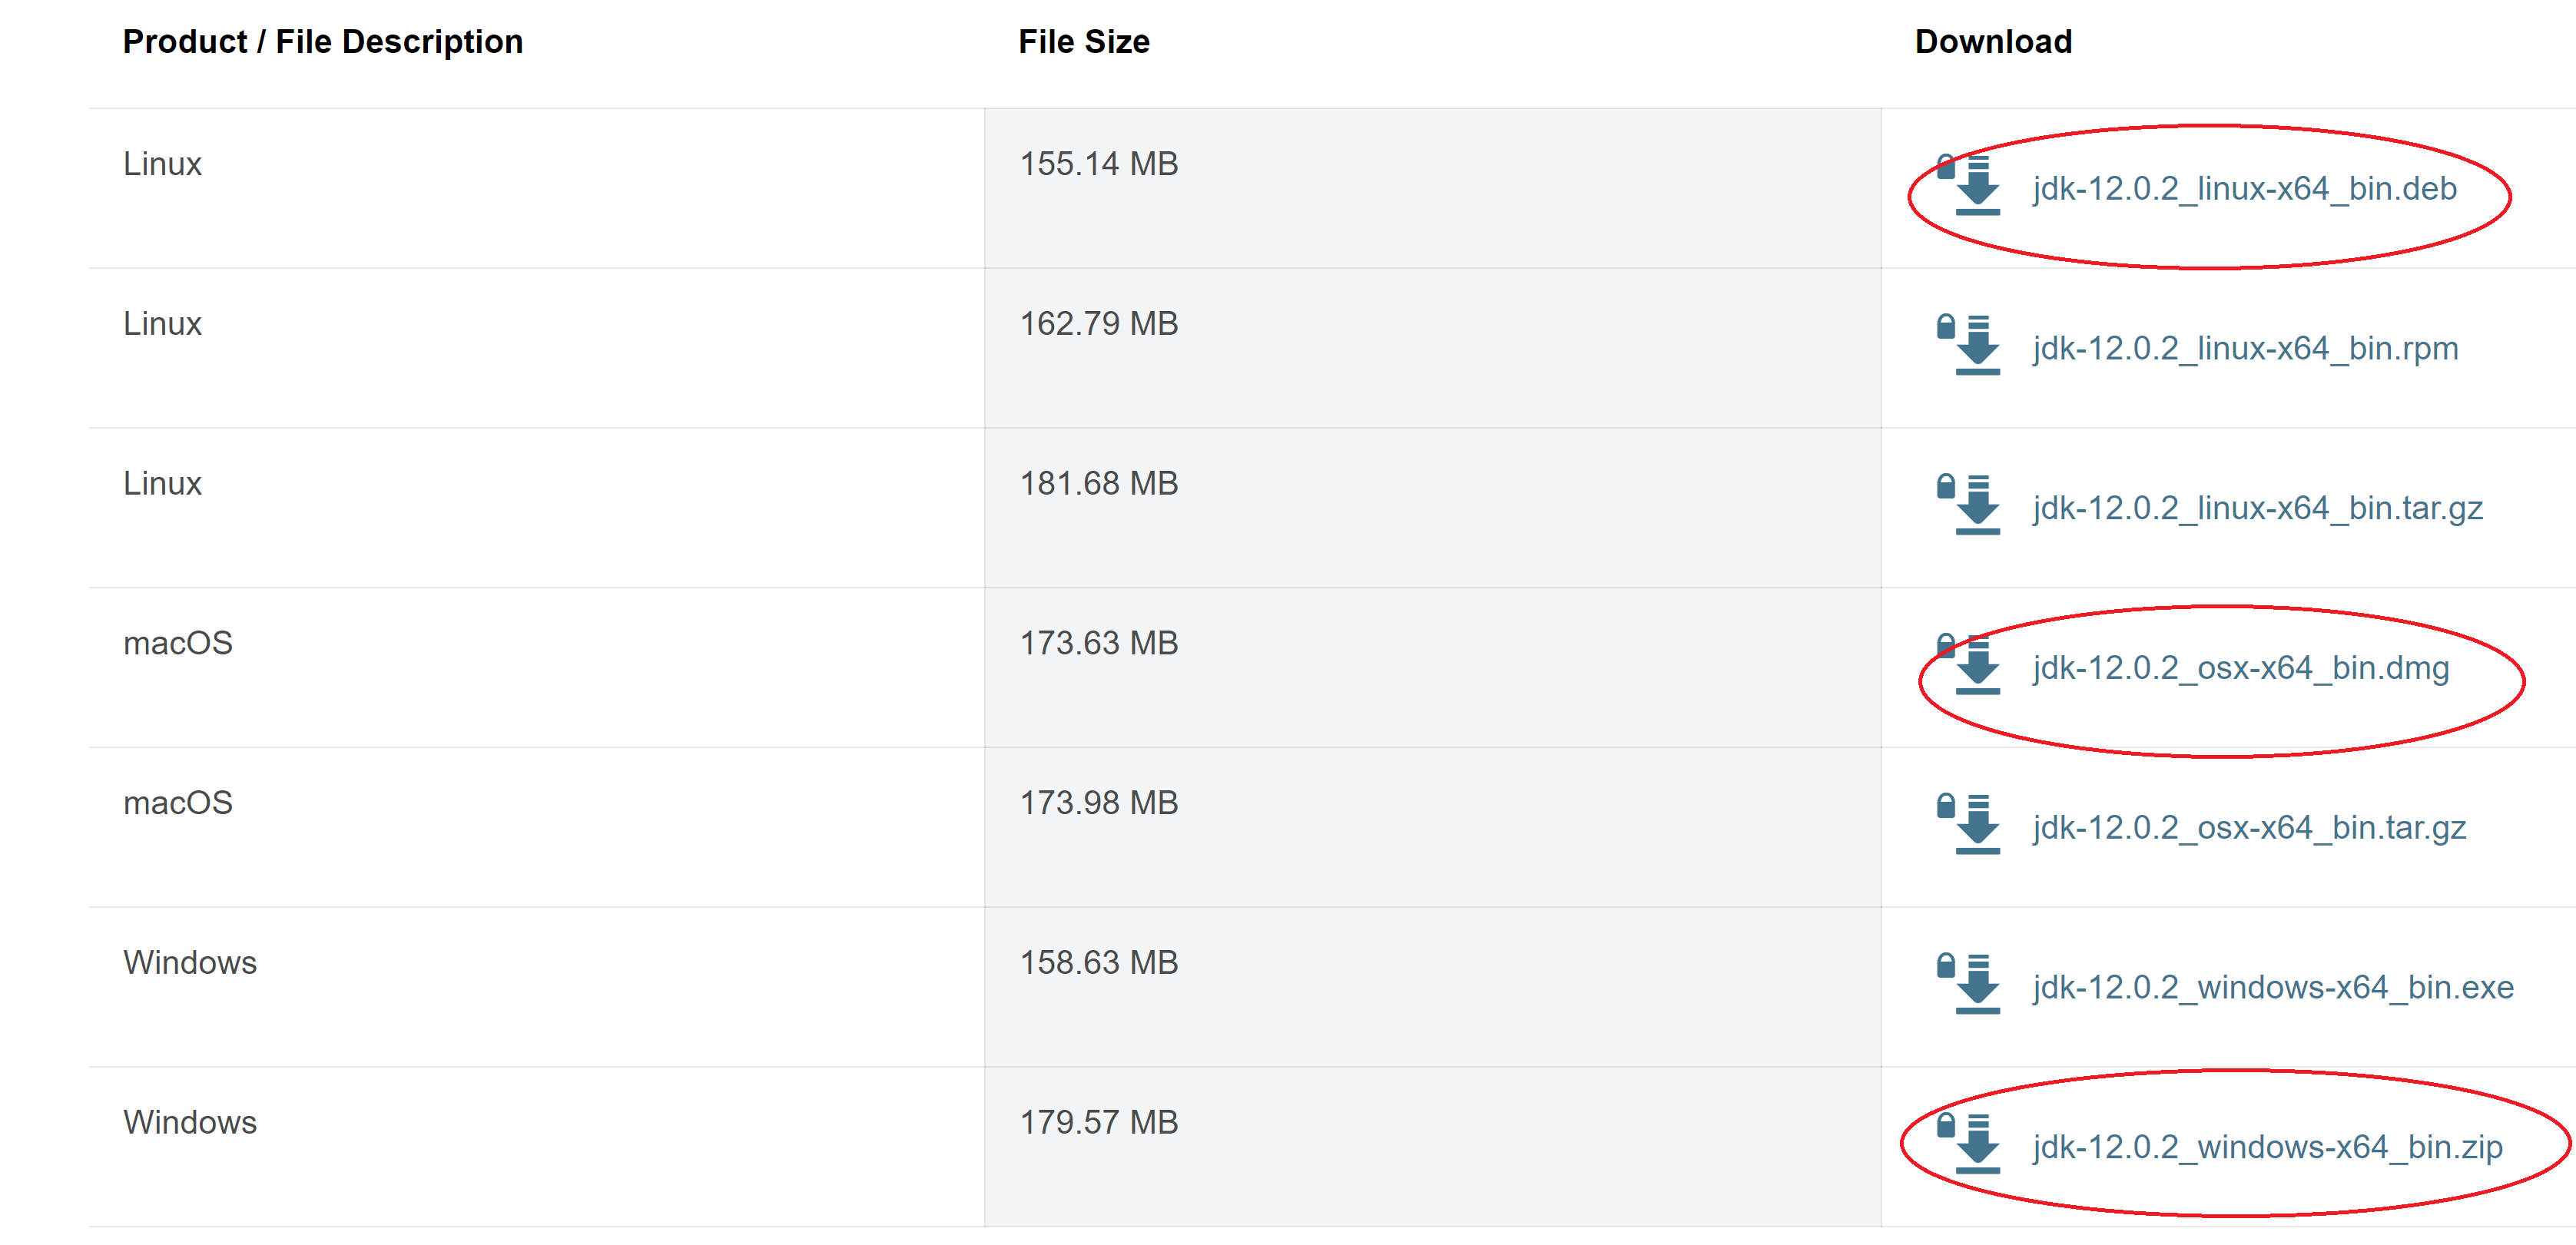 Product / File Description File Size Download
Linux 155.14 MB jdk-12.0.2_linux-x64_bin.deb
Linux 162.79 MB jdk-12.0.2_linux-x64_bin.rpm
Linux 181.68 MB jdk-12.0.2_linux-x64_bin.tar.gz
macOS 173.63 MB jdk-12.0.2_osx-x64_bin.dmg
macOS 173.98 MB jdk-12.0.2_osx-x64_bin.tar.gz
Windows 158.63 MB jdk-12.0.2_windows-x64_bin.exe
Windows 179.57 MB jdk-12.0.2_windows-x64_bin.zip